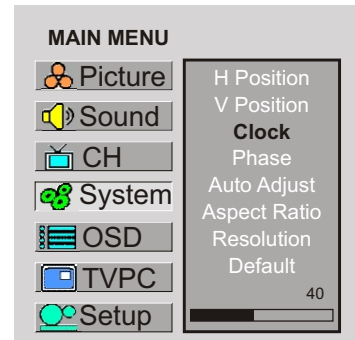 MAIN MENU
Picture
Sound
CH
System
OSD
TVPC
Setup
H Position
V Position
Clock
Phase
Auto Adjust
Aspect Ratio
Resolution
Default
40